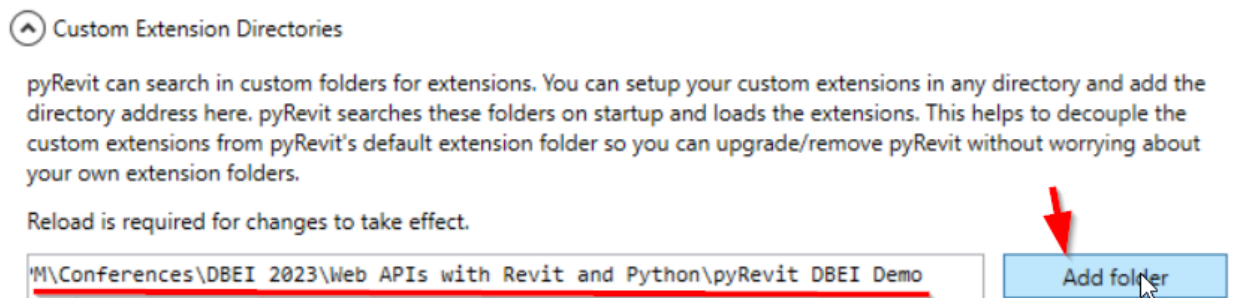 Custom Extension Directories
pyRevit can search in custom folders for extensions. You can setup your custom extensions in any directory and add the
directory address here. pyRevit searches these folders on startup and loads the extensions. This helps to decouple the
custom extensions from pyRevit's default extension folder so you can upgrade/remove pyRevit without worrying about
your own extension folders.
Reload is required for changes to take effect.
M\Conferences\DBEI 2023\Web APIs with Revit and Python\pyRevit DBEI Demo
Add folder